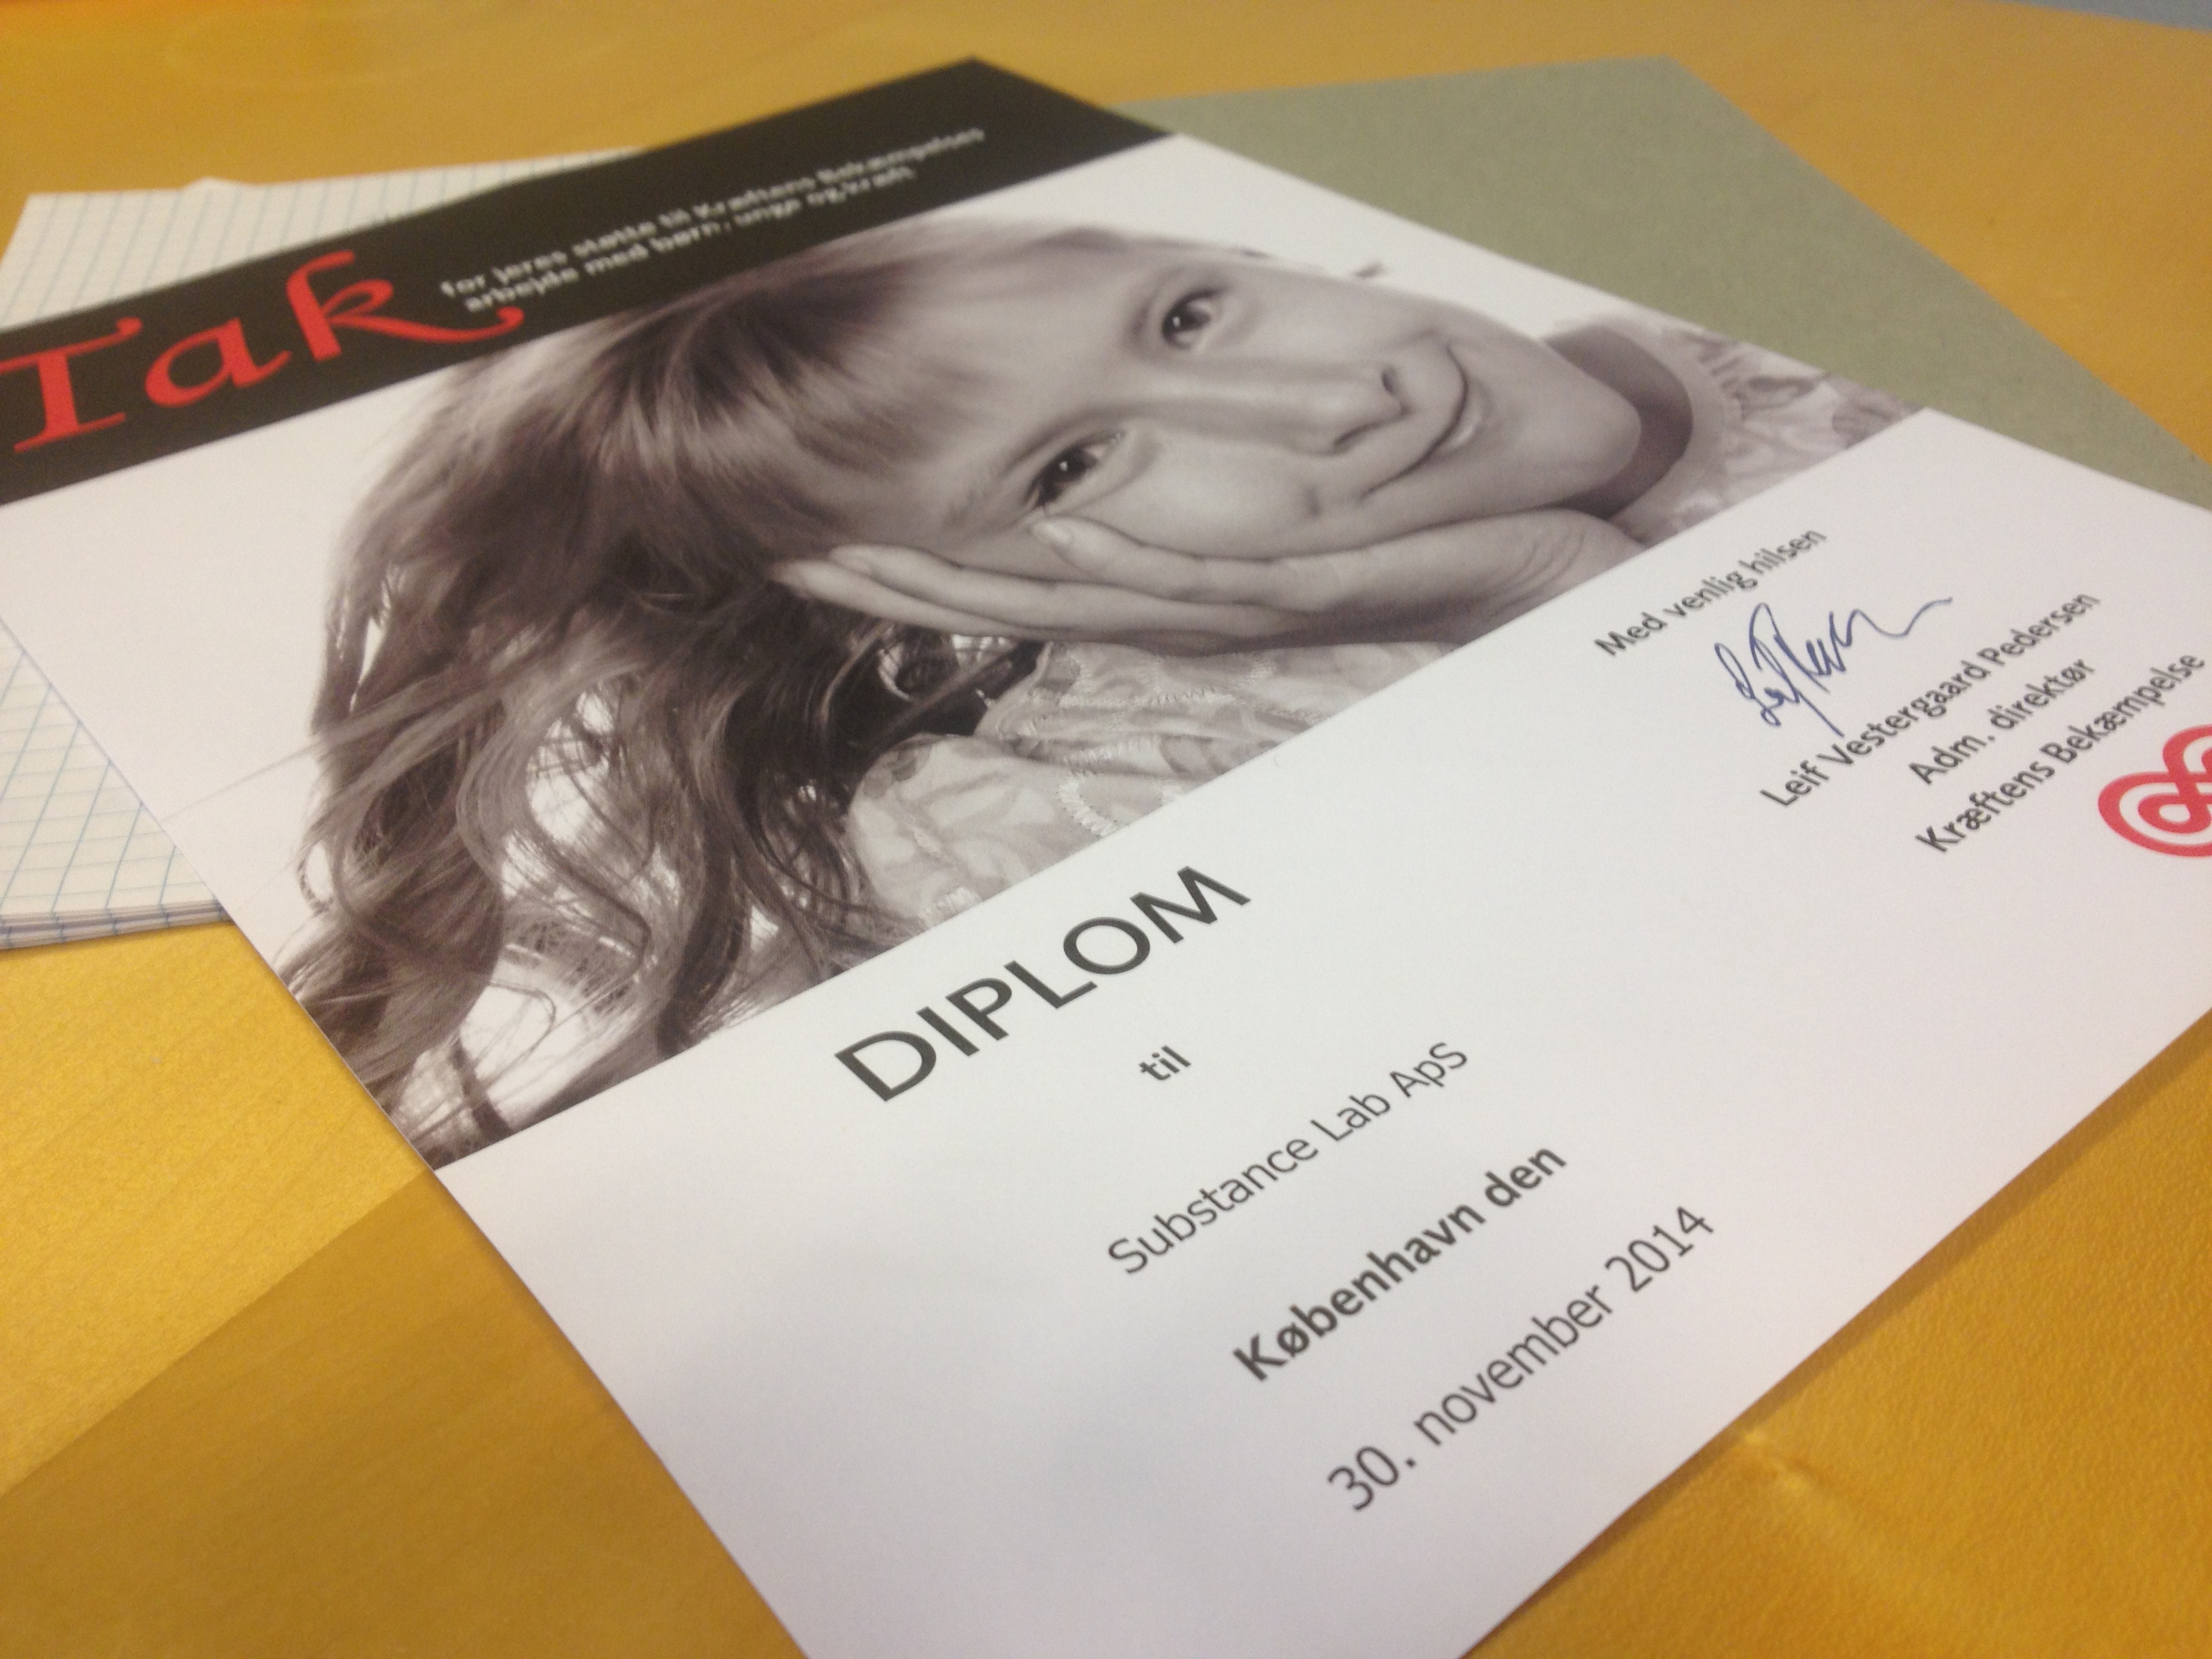 Tak
for jeres støtte til Kræftens Bekæmpelses
arbejde med børn, unge og kræft
DIPLOM
til
Substance Lab ApS
København den
30. november 2014
Med venlig hilsen
Leif Vestergaard Pedersen
Adm. direktør
Kræftens Bekæmpelse